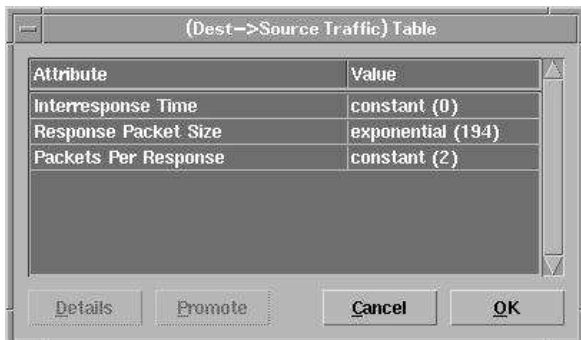 (Dest->Source Traffic) Table
Attribute Value
Interresponse Time constant (0)
Response Packet Size exponential (194)
Packets Per Response constant (2)
Details Promote Cancel OK